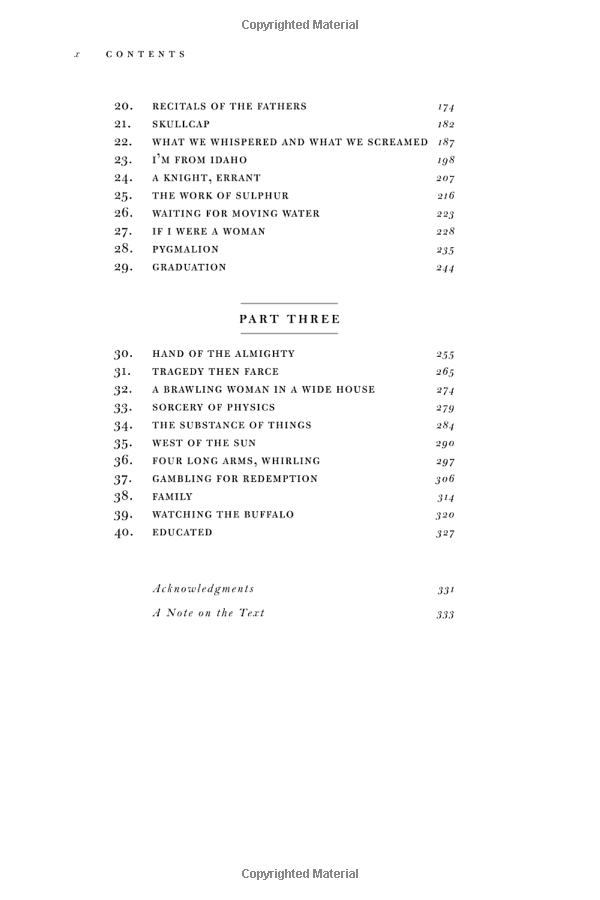 Copyrighted Material
x CONTENTS
20. RECITALS OF THE FATHERS 174
21. SKULLCAP 182
22. WHAT WE WHISPERED AND WHAT WE SCREAMED 187
23. I'M FROM IDAHO 198
24. A KNIGHT, ERRANT 207
25. THE WORK OF SULPHUR 216
26. WAITING FOR MOVING WATER 223
27. IF I WERE A WOMAN 228
28. PYGMALION 235
29. GRADUATION 244
PART THREE
30. HAND OF THE ALMIGHTY 255
31. TRAGEDY THEN FARCE 265
32. A BRAWLING WOMAN IN A WIDE HOUSE 274
33. SORCERY OF PHYSICS 279
34. THE SUBSTANCE OF THINGS 284
35. WEST OF THE SUN 290
36. FOUR LONG ARMS, WHIRLING 297
37. GAMBLING FOR REDEMPTION 306
38. FAMILY 314
39. WATCHING THE BUFFALO 320
40. EDUCATED 327
Acknowledgments 331
A Note on the Text 333
Copyrighted Material